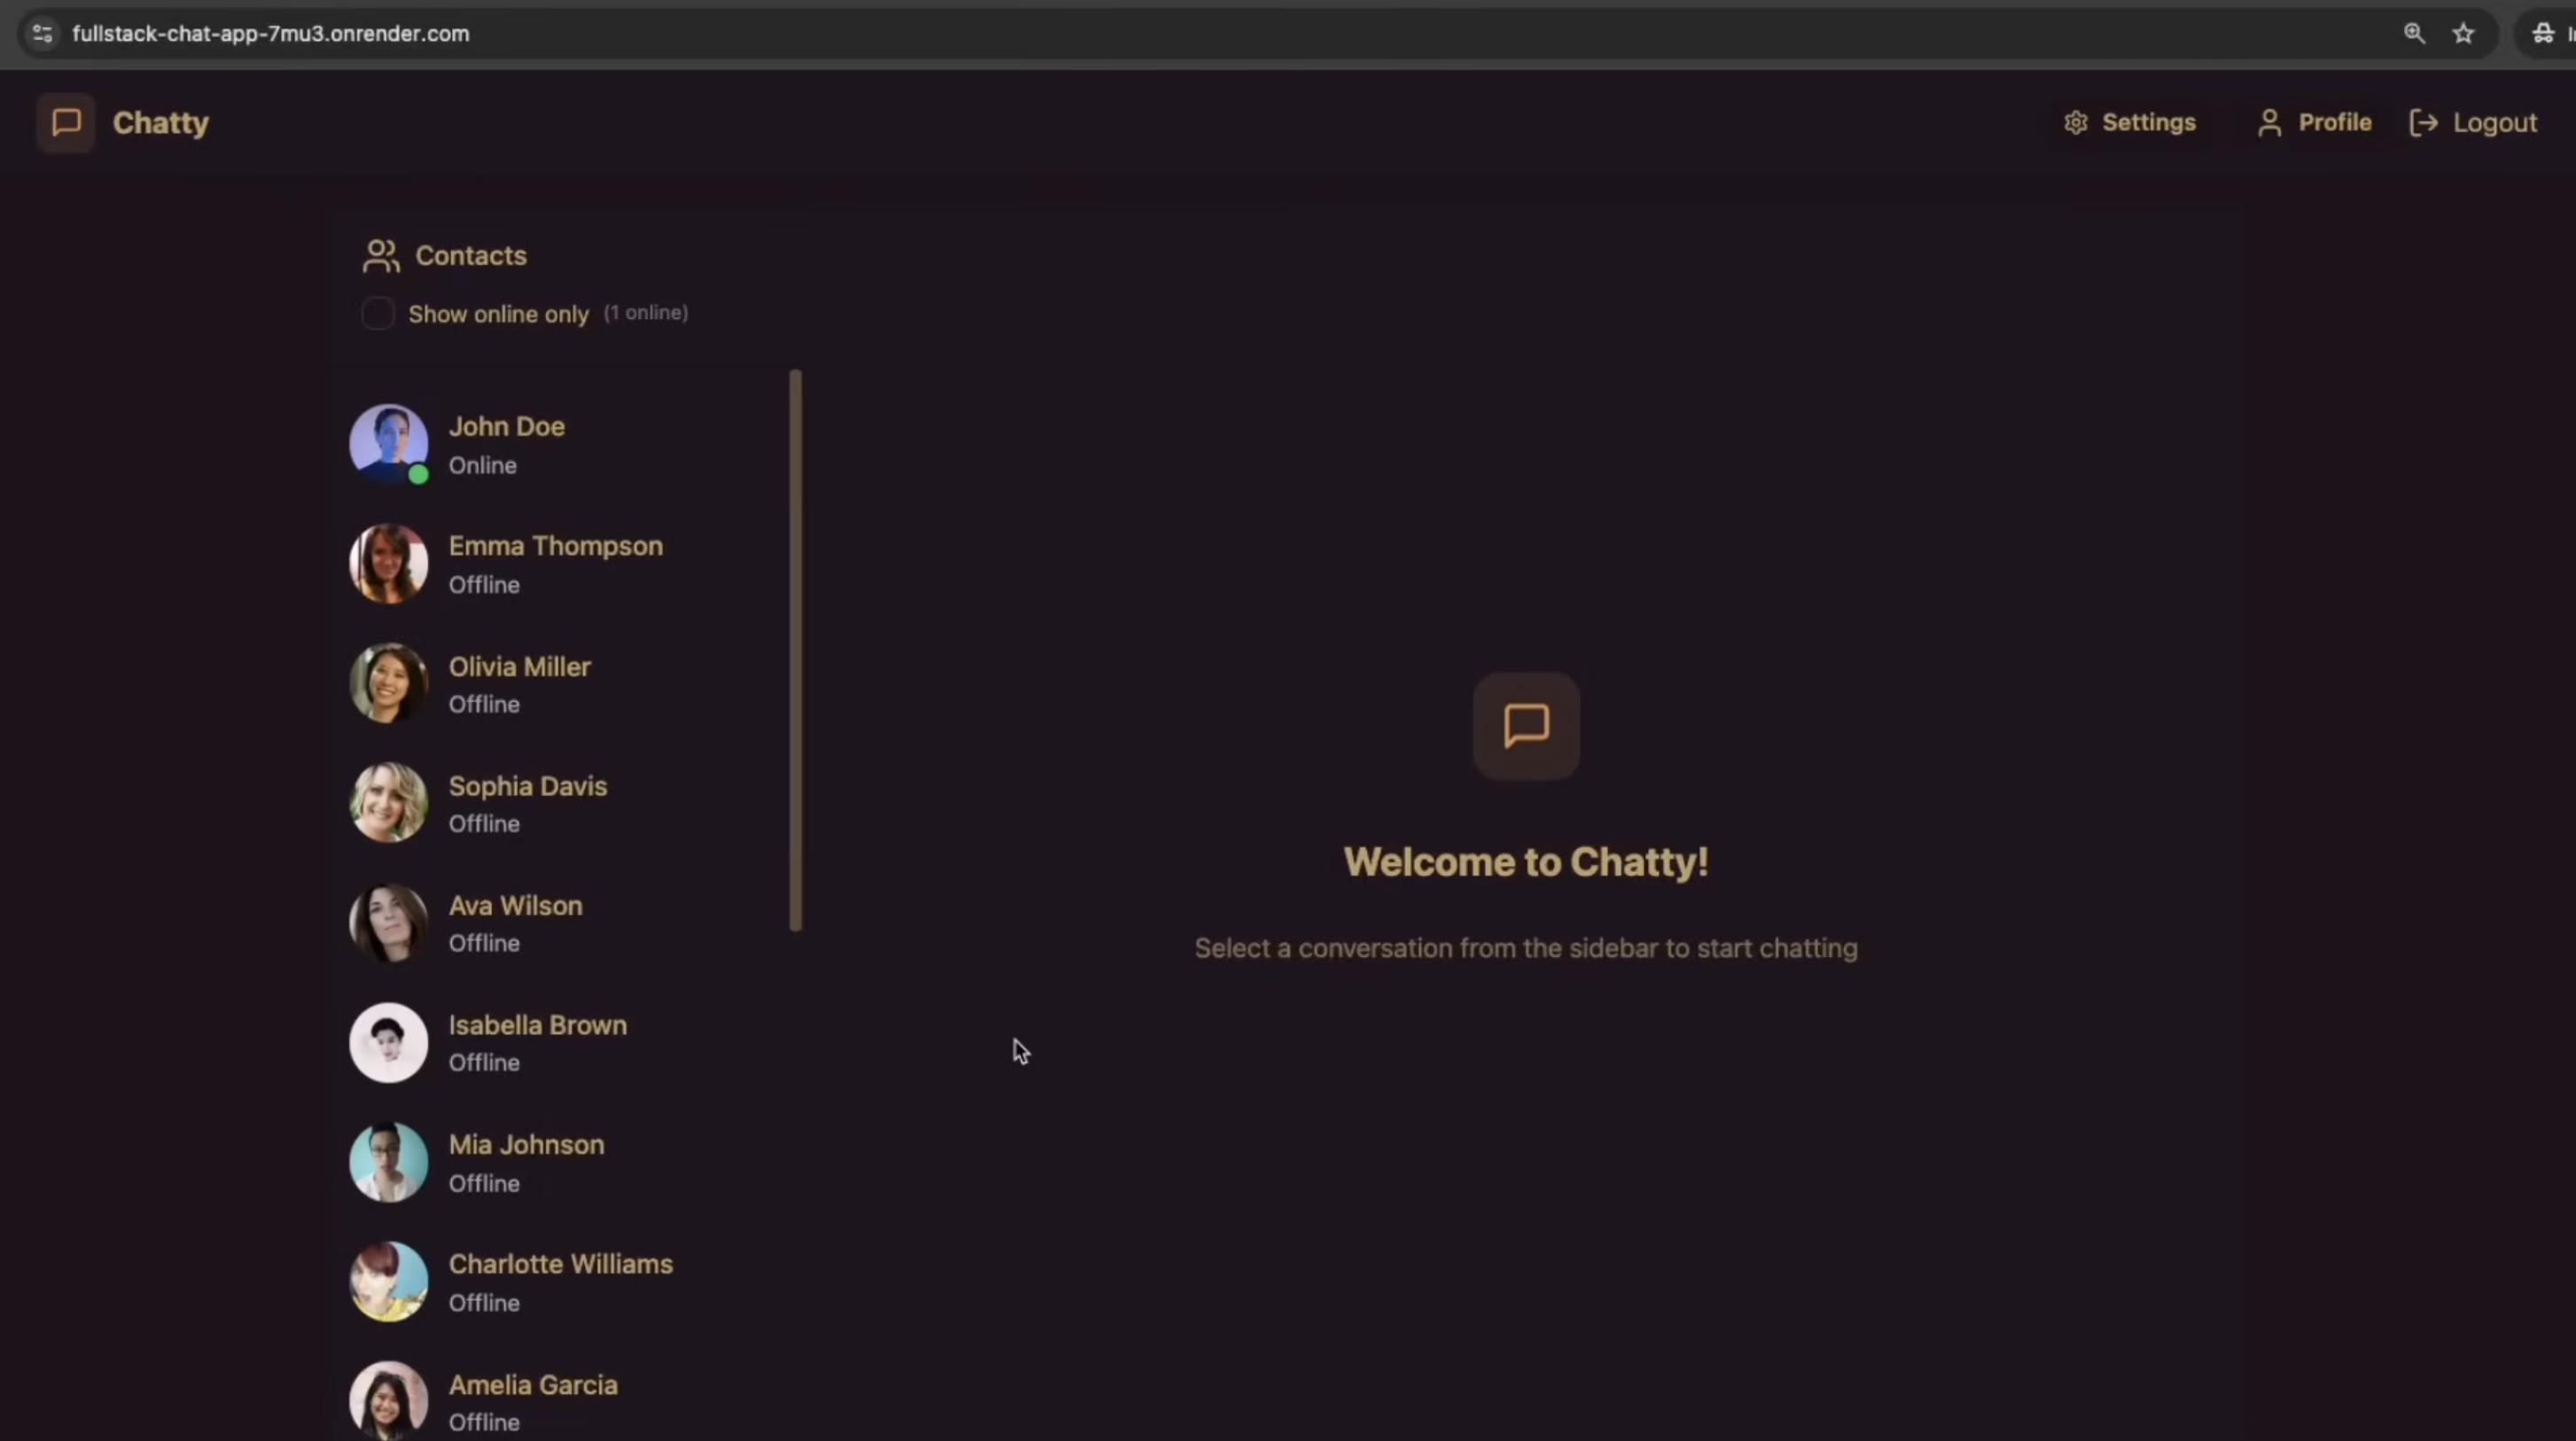 fullstack-chat-app-7mu3.onrender.com
Chatty
Settings
Profile
Logout
Contacts
Show online only (1 online)
John Doe
Online
Emma Thompson
Offline
Olivia Miller
Offline
Sophia Davis
Offline
Ava Wilson
Offline
Isabella Brown
Offline
Mia Johnson
Offline
Charlotte Williams
Offline
Amelia Garcia
Offline
Welcome to Chatty!
Select a conversation from the sidebar to start chatting